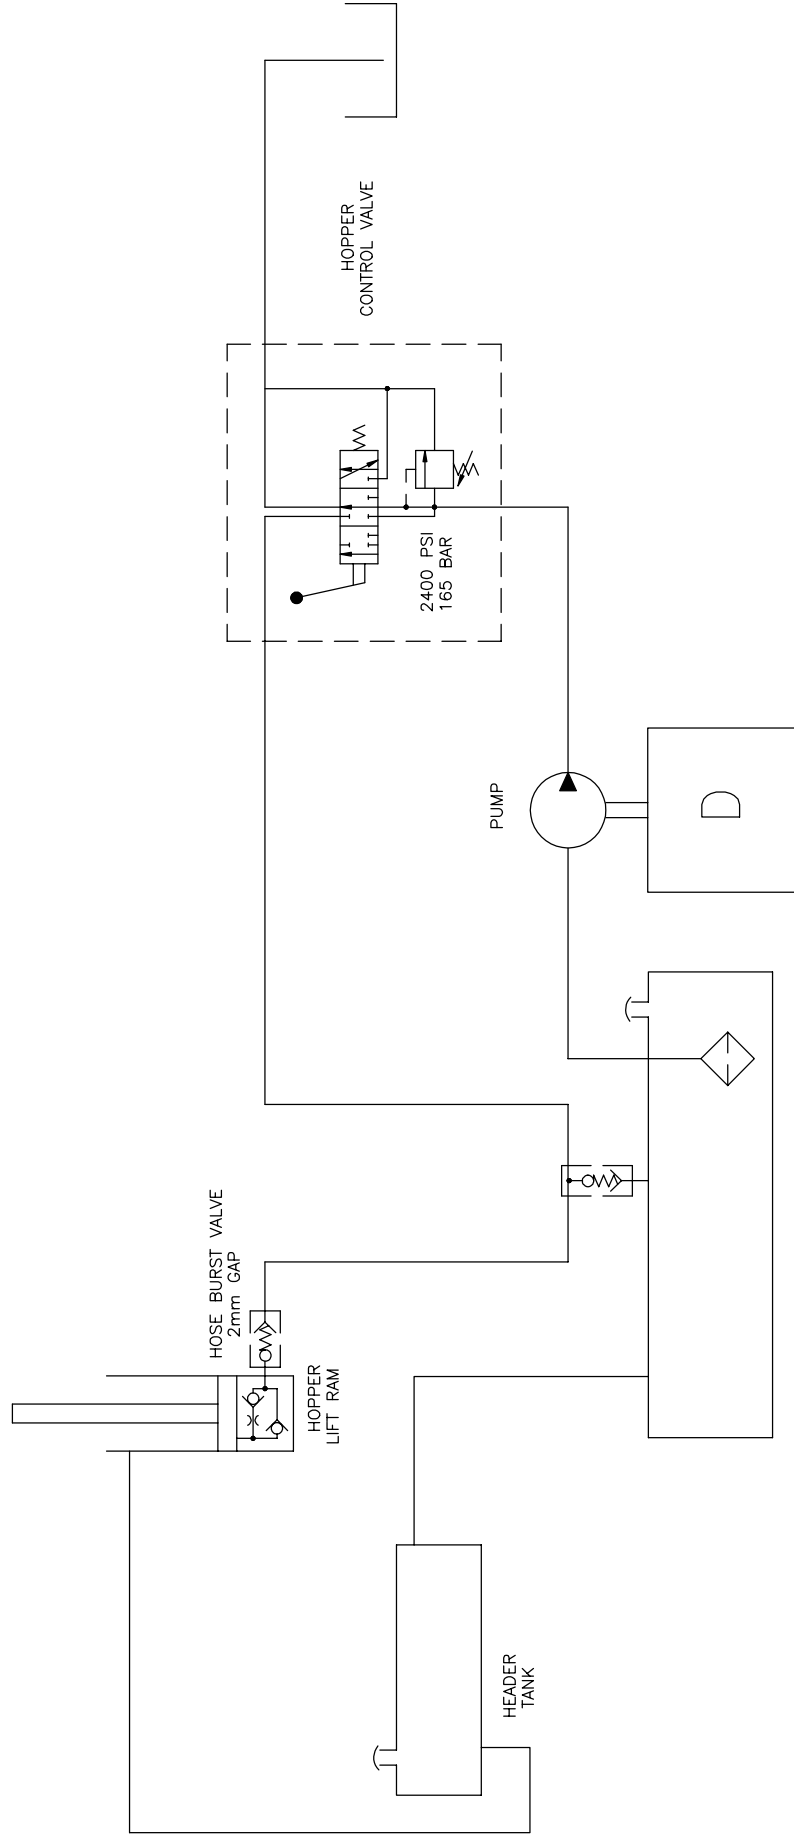 HOSE BURST VALVE
2mm GAP
HOPPER
LIFT RAM
HOPPER
CONTROL VALVE
2400 PSI
165 BAR
PUMP
D
HEADER
TANK